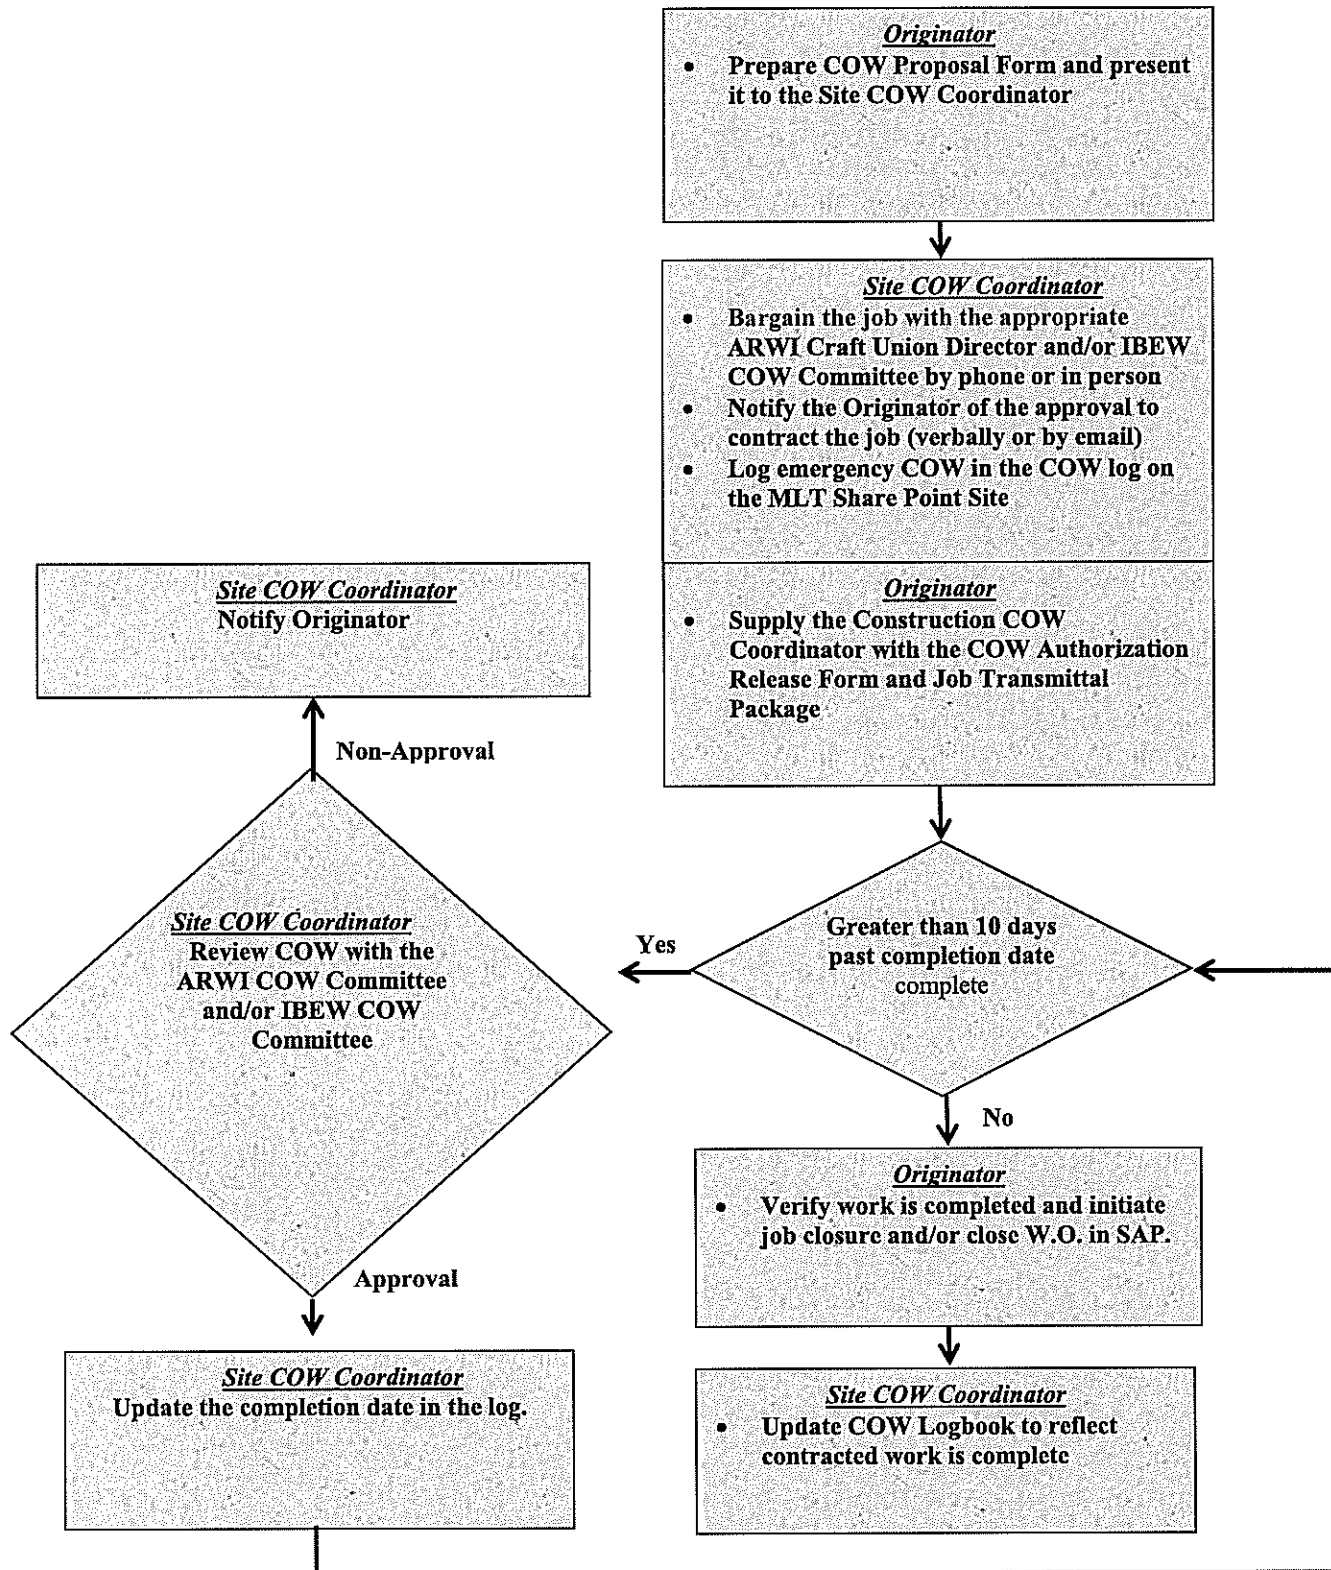 Originator
• Prepare COW Proposal Form and present
it to the Site COW Coordinator
Site COW Coordinator
• Bargain the job with the appropriate
ARWI Craft Union Director and/or IBEW
COW Committee by phone or in person
• Notify the Originator of the approval to
contract the job (verbally or by email)
• Log emergency COW in the COW log on
the MLT Share Point Site
Originator
• Supply the Construction COW
Coordinator with the COW Authorization
Release Form and Job Transmittal
Package
Site COW Coordinator
Notify Originator
Non-Approval
Site COW Coordinator
Review COW with the
ARWI COW Committee
and/or IBEW COW
Committee
Yes
Greater than 10 days
past completion date
complete
No
Approval
Originator
• Verify work is completed and initiate
job closure and/or close W.O. in SAP.
Site COW Coordinator
Update the completion date in the log.
Site COW Coordinator
• Update COW Logbook to reflect
contracted work is complete